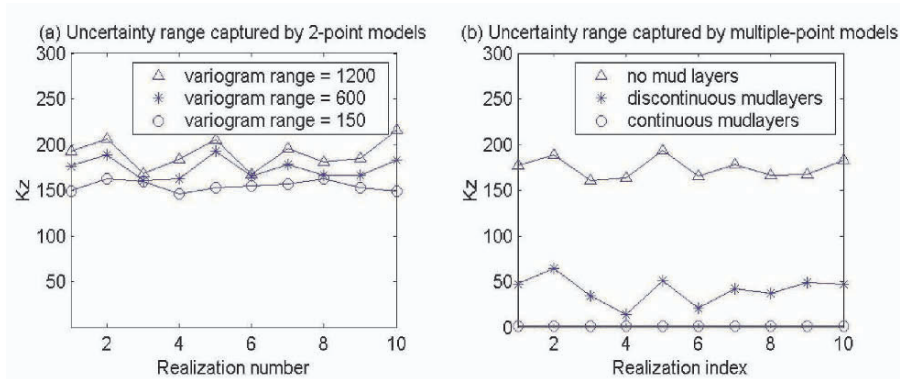 (a) Uncertainty range captured by 2-point models
300
250
200
150
100
50
Kz
variogram range = 1200
variogram range = 600
variogram range = 150
2
4
6
8
10
Realization number
(b) Uncertainty range captured by multiple-point models
300
250
200
150
100
50
0
Kz
no mud layers
discontinuous mudlayers
continuous mudlayers
2
4
6
8
10
Realization index